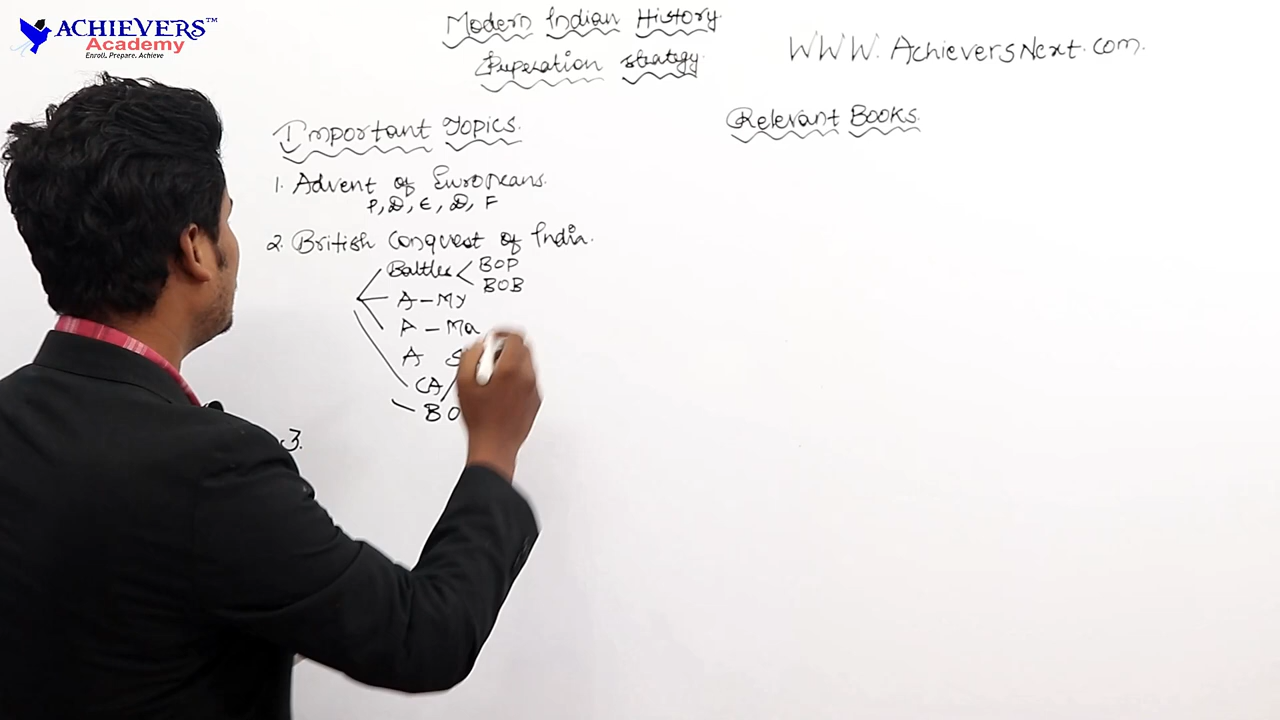 ACHIEVERS™
Academy
Enroll. Prepare. Achieve
Modern Indian History
Preperation strategy.
WWW.AchieversNext.com.
Important Topics.
1. Advent of Europeans.
P, D, E, D, F
2. British Conquest of India.
Battles < BOP
BOB
A - My
A - Ma
A S
CA/
BO
3.
Relevant Books.